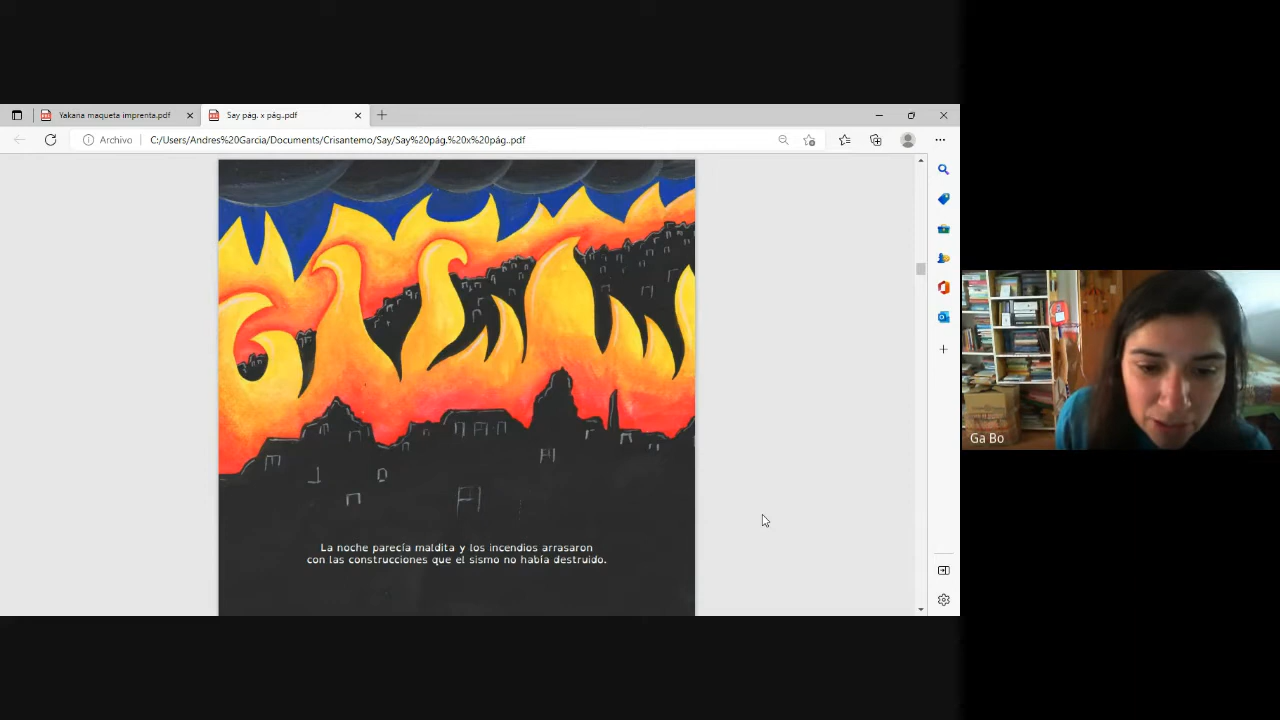 Yakana maqueta imprenta.pdf
Say pág. x pág..pdf
Archivo
C:/Users/Andres%20Garcia/Documents/Crisantemo/Say/Say%20pág.%20x%20pág..pdf
La noche parecía maldita y los incendios arrasaron
con las construcciones que el sismo no había destruido.
Ga Bo